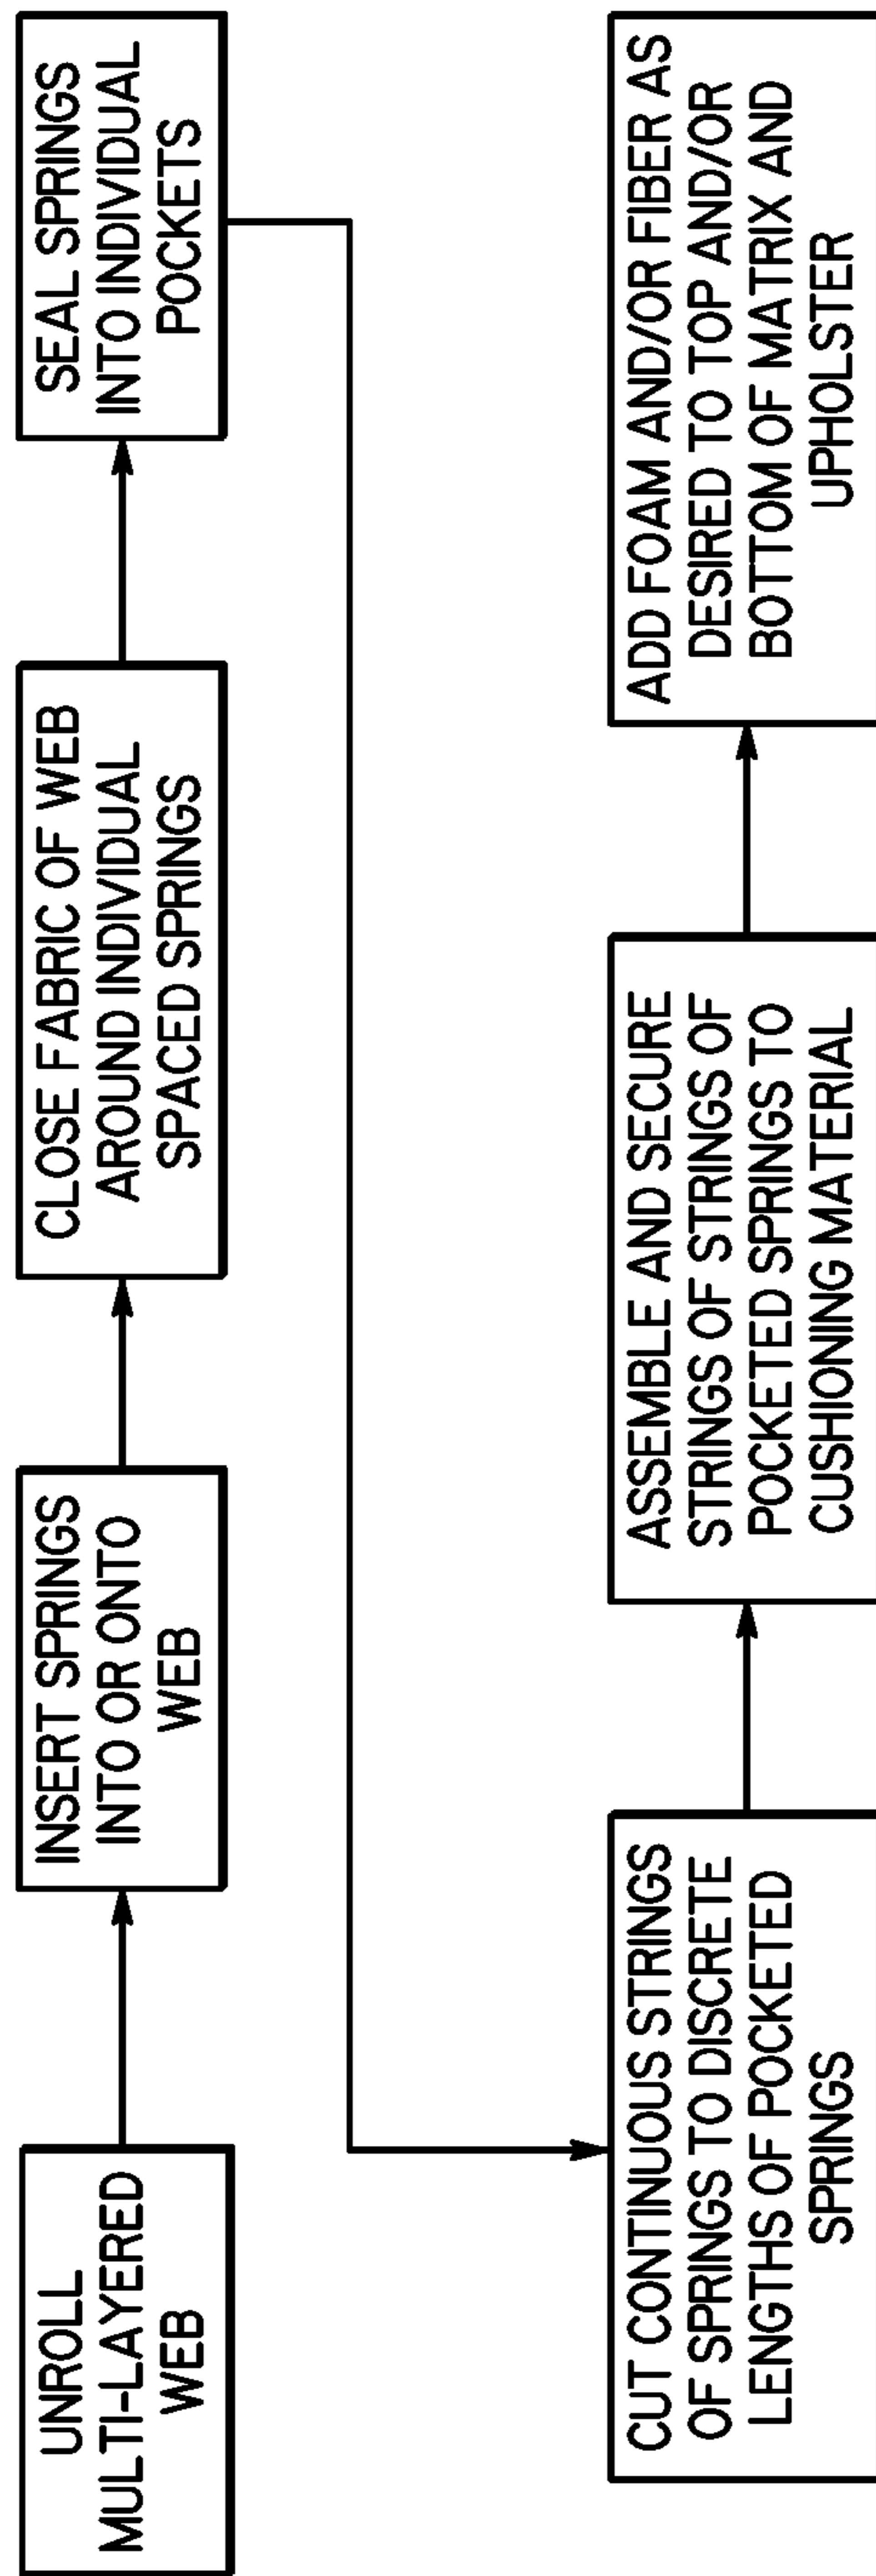 UNROLL
MULTI-LAYERED
WEB
INSERT SPRINGS
INTO OR ONTO
WEB
CLOSE FABRIC OF WEB
AROUND INDIVIDUAL
SPACED SPRINGS
SEAL SPRINGS
INTO INDIVIDUAL
POCKETS
CUT CONTINUOUS STRINGS
OF SPRINGS TO DISCRETE
LENGTHS OF POCKETED
SPRINGS
ASSEMBLE AND SECURE
STRINGS OF STRINGS OF
POCKETED SPRINGS TO
CUSHIONING MATERIAL
ADD FOAM AND/OR FIBER AS
DESIRED TO TOP AND/OR
BOTTOM OF MATRIX AND
UPHOLSTER